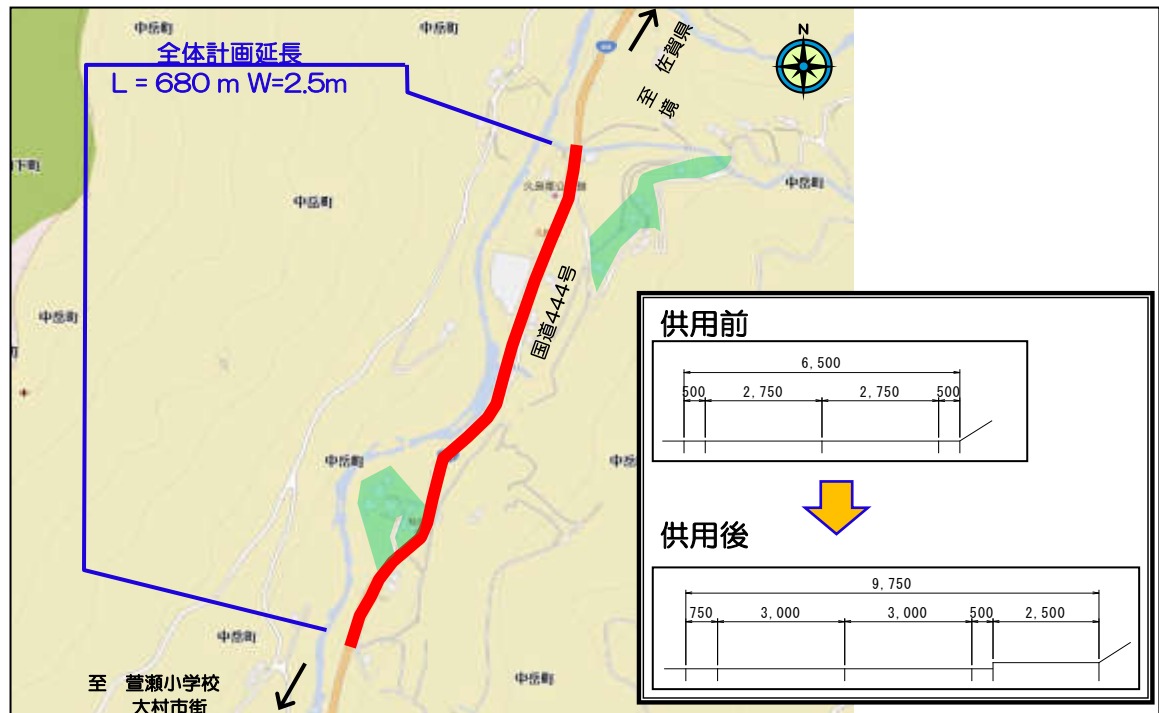 中岳町
中岳町
全体計画延長
L = 680 m W=2.5m
至 佐賀県
境
N
下町
中岳町
中岳町
中岳町
国道444号
中岳町
供用前
6,500
500
2,750
2,750
500
中岳町
供用後
9,750
750
3,000
3,000
500
2,500
中岳町
中岳町
至 萱瀬小学校
大村市街